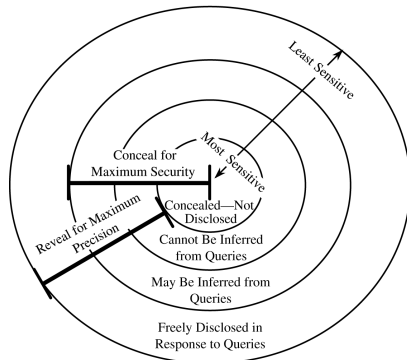 Least Sensitive
Most Sensitive
Conceal for
Maximum Security
Concealed—Not
Disclosed
Reveal for Maximum
Precision
Cannot Be Inferred
from Queries
May Be Inferred from
Queries
Freely Disclosed in
Response to Queries